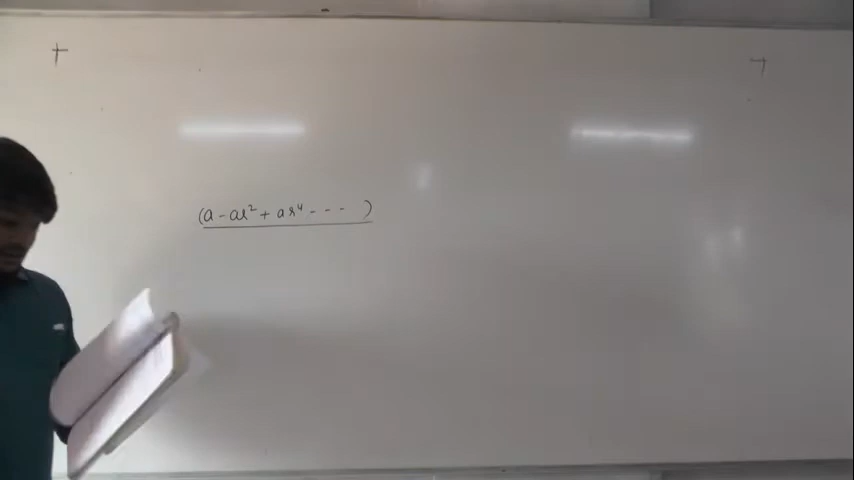 (a - ar² + ar⁴ - - - - )